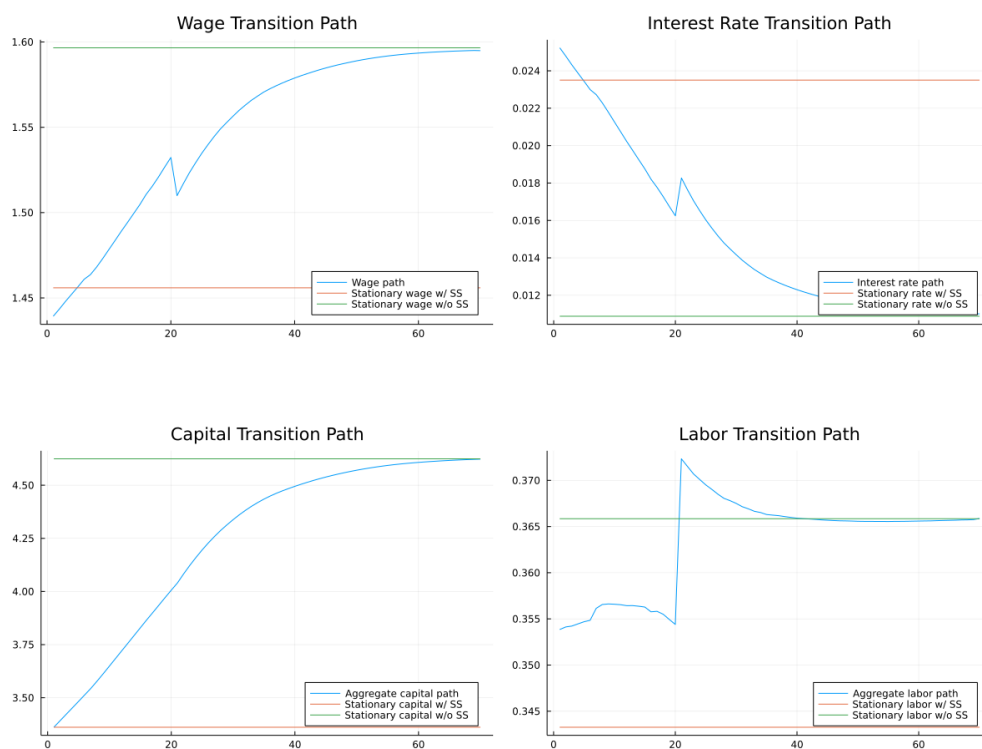 Wage Transition Path
1.60
1.55
1.50
1.45
0 20 40 60
Wage path
Stationary wage w/ SS
Stationary wage w/o SS
Interest Rate Transition Path
0.024
0.022
0.020
0.018
0.016
0.014
0.012
0 20 40 60
Interest rate path
Stationary rate w/ SS
Stationary rate w/o SS
Capital Transition Path
4.50
4.25
4.00
3.75
3.50
0 20 40 60
Aggregate capital path
Stationary capital w/ SS
Stationary capital w/o SS
Labor Transition Path
0.370
0.365
0.360
0.355
0.350
0.345
0 20 40 60
Aggregate labor path
Stationary labor w/ SS
Stationary labor w/o SS